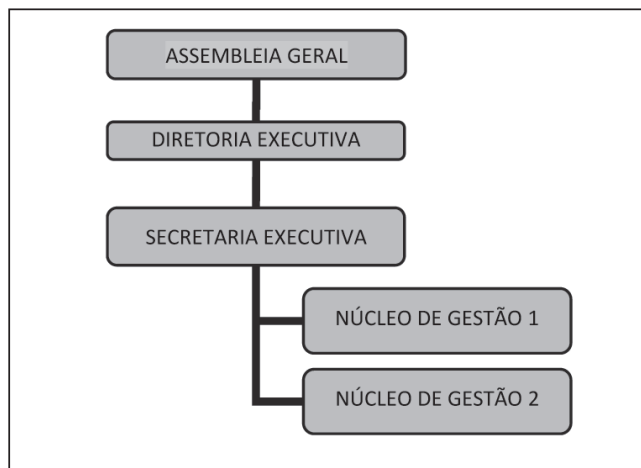 ASSEMBLEIA GERAL
DIRETORIA EXECUTIVA
SECRETARIA EXECUTIVA
NÚCLEO DE GESTÃO 1
NÚCLEO DE GESTÃO 2